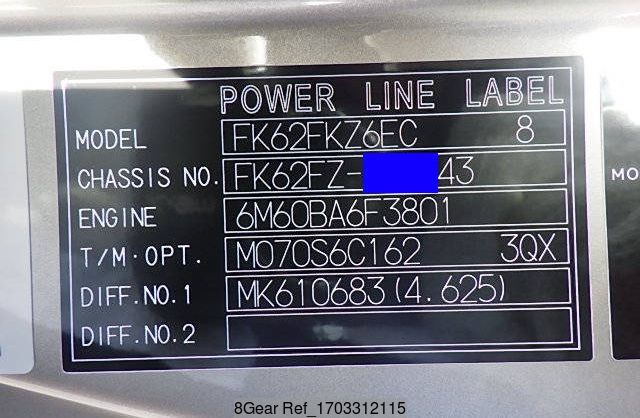 POWER LINE LABEL
MODEL FK62FKZ6EC 8
CHASSIS NO. FK62FZ- 43
MO
ENGINE 6M60BA6F3801
T/M·OPT. M070S6C162 3QX
DIFF.NO.1 MK610683(4.625)
DIFF.NO.2
8Gear Ref_1703312115